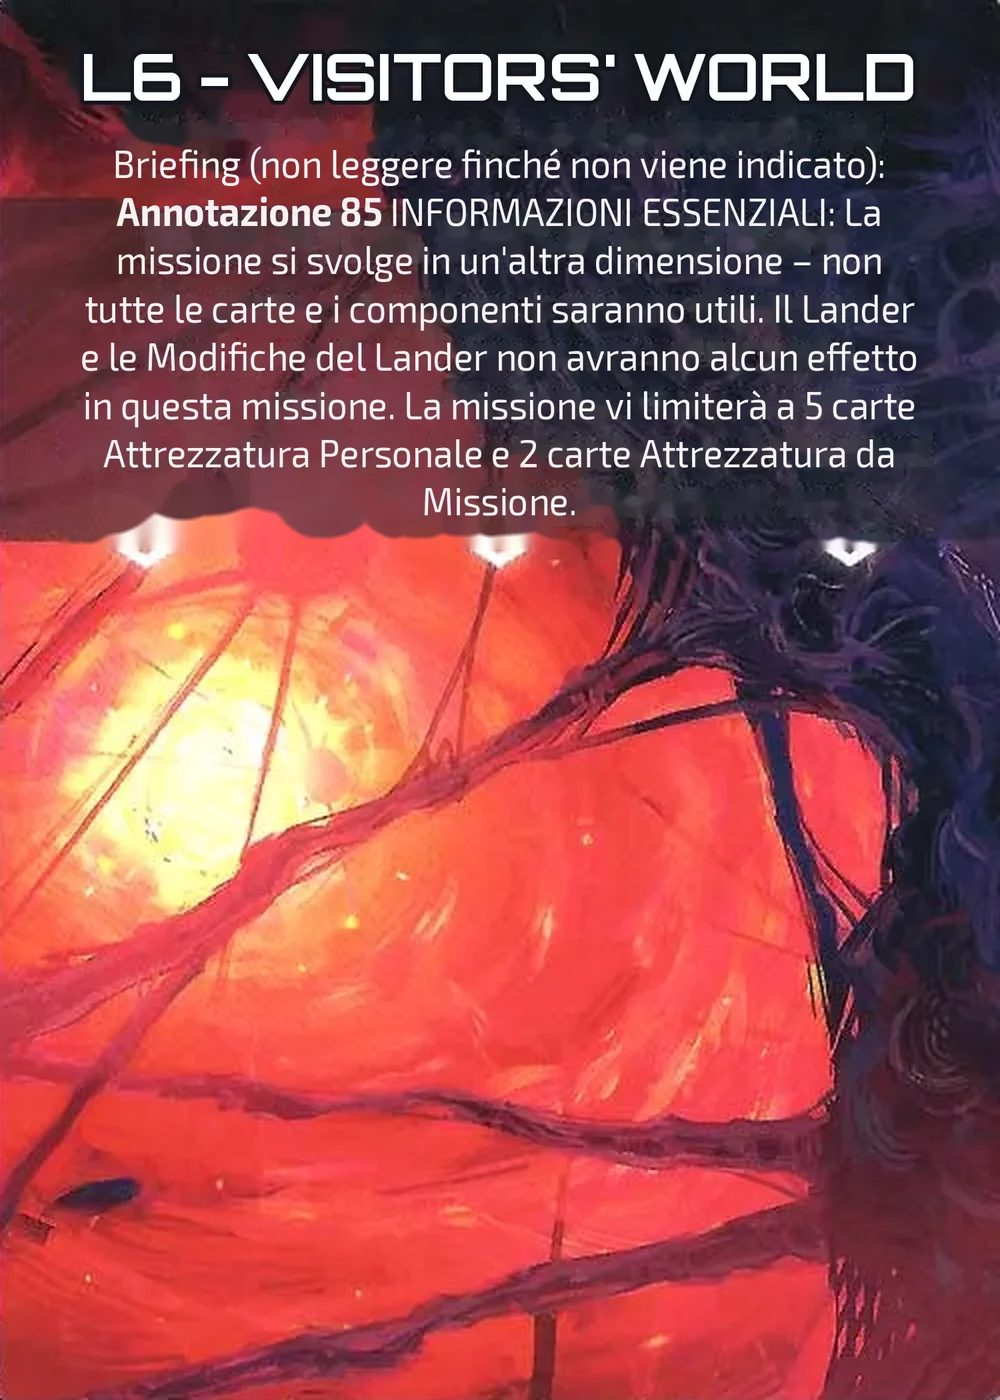 L6 - VISITORS' WORLD
Briefing (non leggere finché non viene indicato):
Annotazione 85 INFORMAZIONI ESSENZIALI: La
missione si svolge in un'altra dimensione – non
tutte le carte e i componenti saranno utili. Il Lander
e le Modifiche del Lander non avranno alcun effetto
in questa missione. La missione vi limiterà a 5 carte
Attrezzatura Personale e 2 carte Attrezzatura da
Missione.